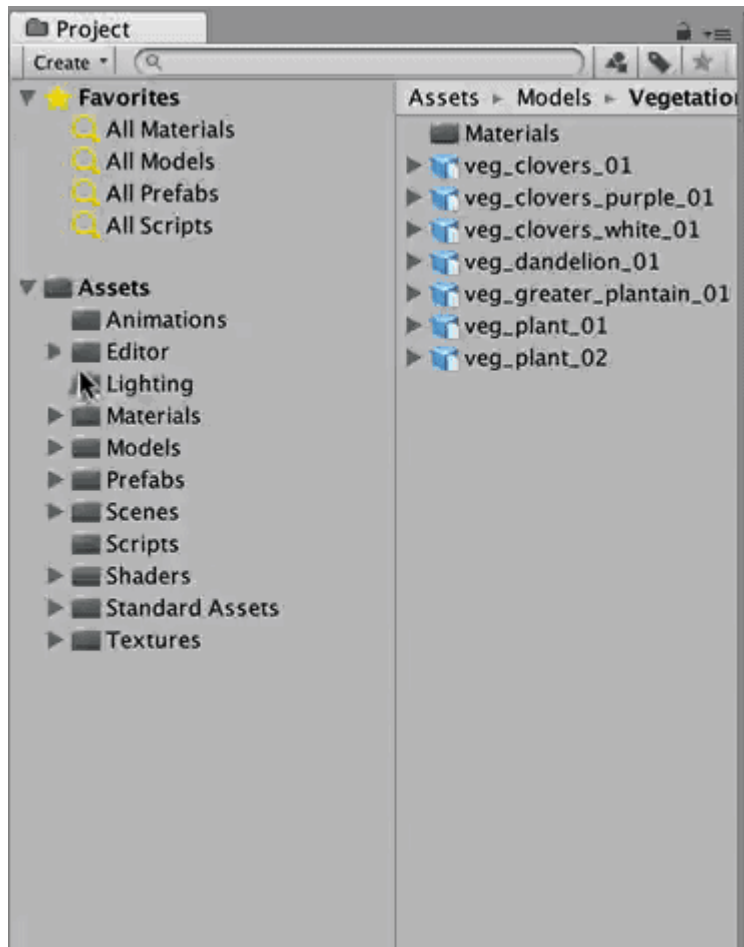 Project
Create
Favorites
All Materials
All Models
All Prefabs
All Scripts
Assets
Animations
Editor
Lighting
Materials
Models
Prefabs
Scenes
Scripts
Shaders
Standard Assets
Textures
Assets Models Vegetation
Materials
veg_clovers_01
veg_clovers_purple_01
veg_clovers_white_01
veg_dandelion_01
veg_greater_plantain_01
veg_plant_01
veg_plant_02